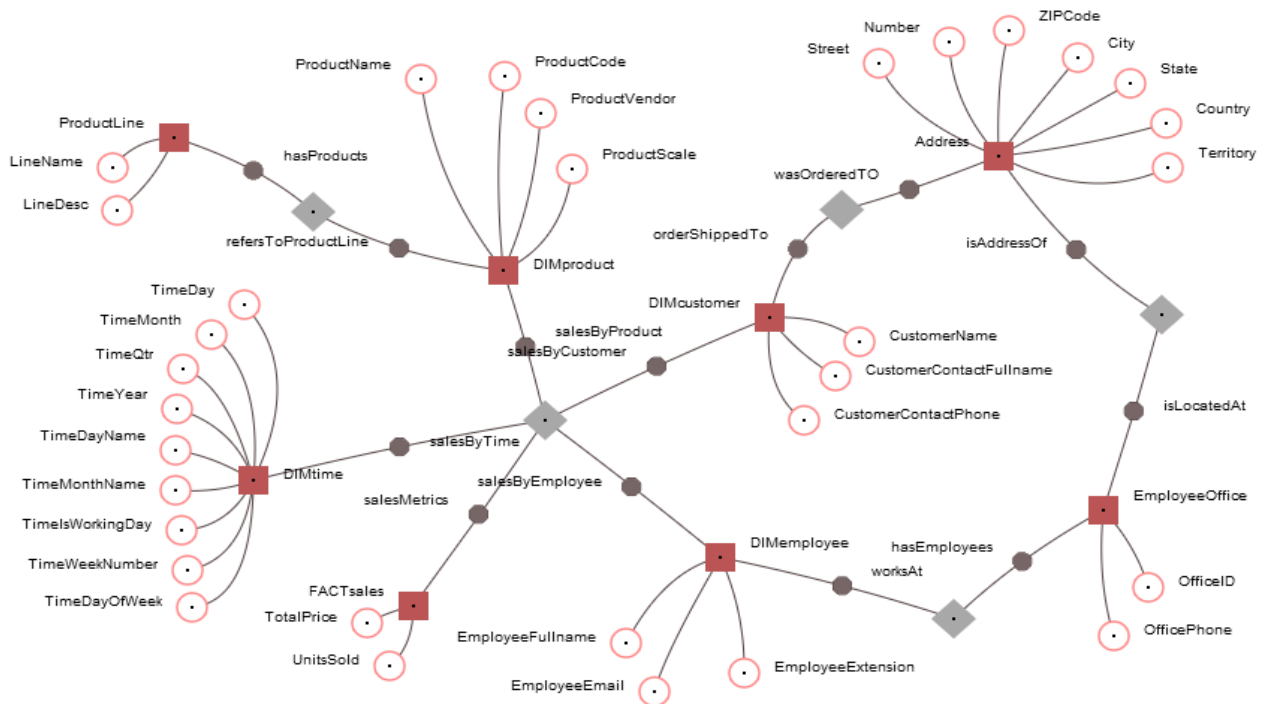 ZIPCode
Number
City
Street
ProductName
ProductCode
State
ProductVendor
Country
ProductLine
Address
hasProducts
ProductScale
Territory
LineName
wasOrderedTO
LineDesc
orderShippedTo
refersToProductLine
isAddressOf
DIMproduct
TimeDay
DIMcustomer
TimeMonth
salesByProduct
CustomerName
salesByCustomer
TimeQtr
CustomerContactFullname
TimeYear
isLocatedAt
CustomerContactPhone
TimeDayName
salesByTime
DIMtime
TimeMonthName
salesByEmployee
EmployeeOffice
salesMetrics
TimeIsWorkingDay
DIMemployee
hasEmployees
TimeWeekNumber
worksAt
FACTsales
OfficeID
TimeDayOfWeek
TotalPrice
EmployeeFullname
OfficePhone
UnitsSold
EmployeeExtension
EmployeeEmail